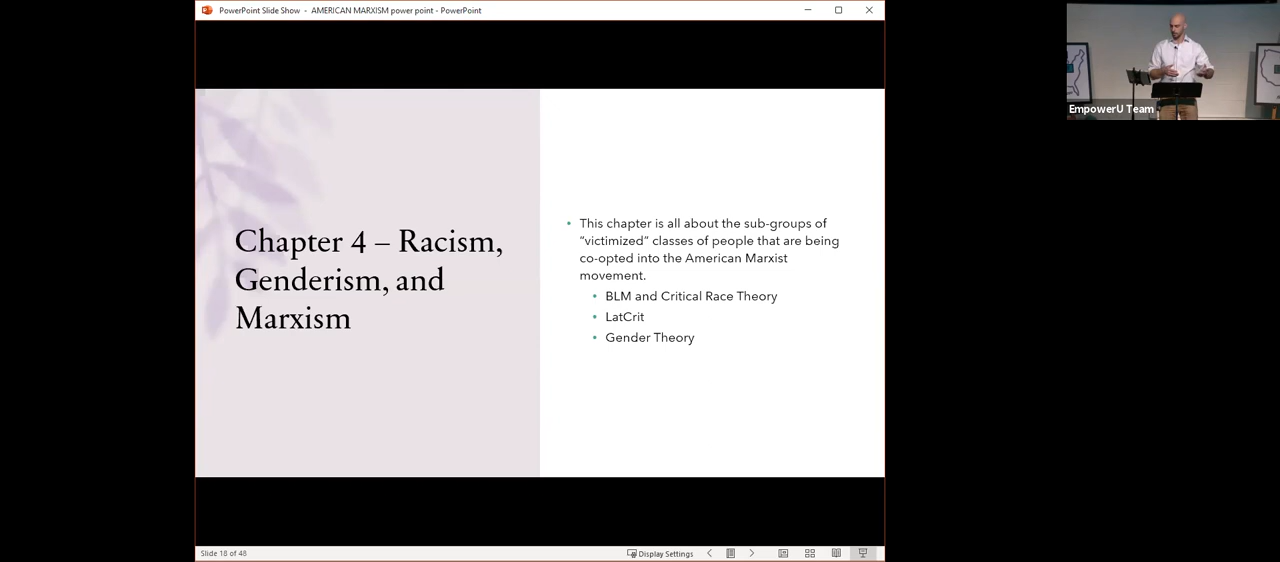 PowerPoint Slide Show - AMERICAN MARXISM power point - PowerPoint
EmpowerU Team
Chapter 4 – Racism,
Genderism, and
Marxism
• This chapter is all about the sub-groups of
“victimized” classes of people that are being
co-opted into the American Marxist
movement.
• BLM and Critical Race Theory
• LatCrit
• Gender Theory
Slide 18 of 48
Display Settings